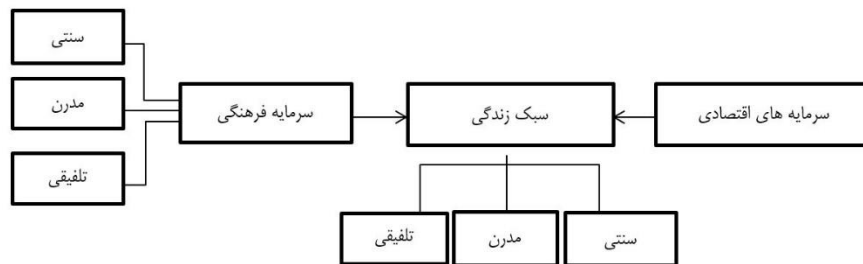 سنتی
مدرن
تلفیقی
سرمایه های اقتصادی
سبک زندگی
سرمایه فرهنگی
سنتی
مدرن
تلفیقی